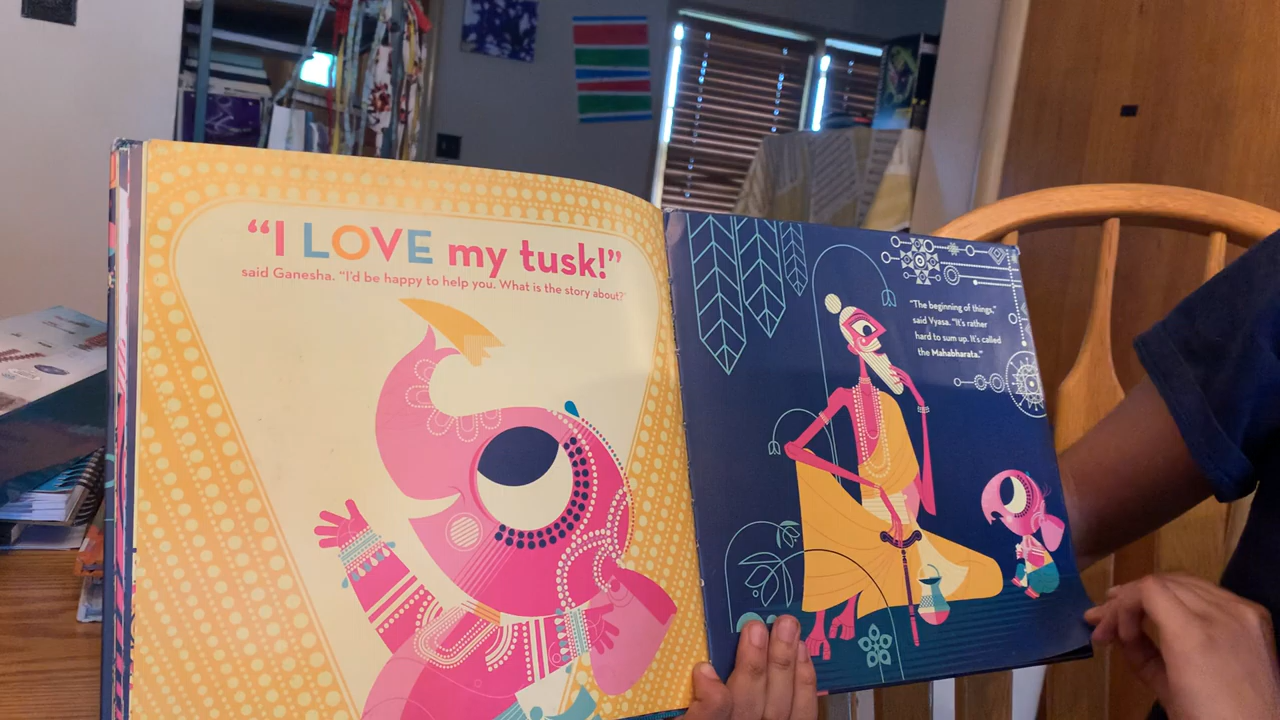 “I LOVE my tusk!”
said Ganesha. “I’d be happy to help you. What is the story about?”
“The beginning of things,”
said Vyasa. “It’s rather
hard to sum up. It’s called
the Mahabharata.”